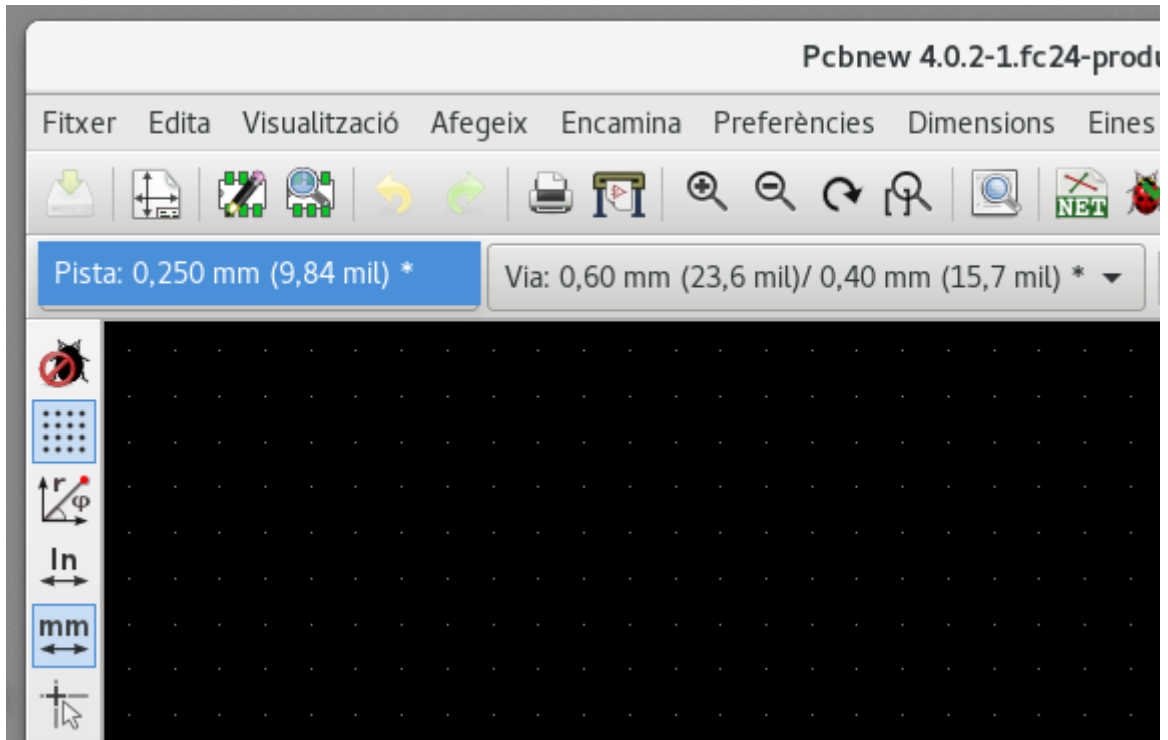 Pcbnew 4.0.2-1.fc24-produ
Fitxer Edita Visualització Afegeix Encamina Preferències Dimensions Eines
NET
Pista: 0,250 mm (9,84 mil) * Via: 0,60 mm (23,6 mil)/ 0,40 mm (15,7 mil) *
r φ
In
mm